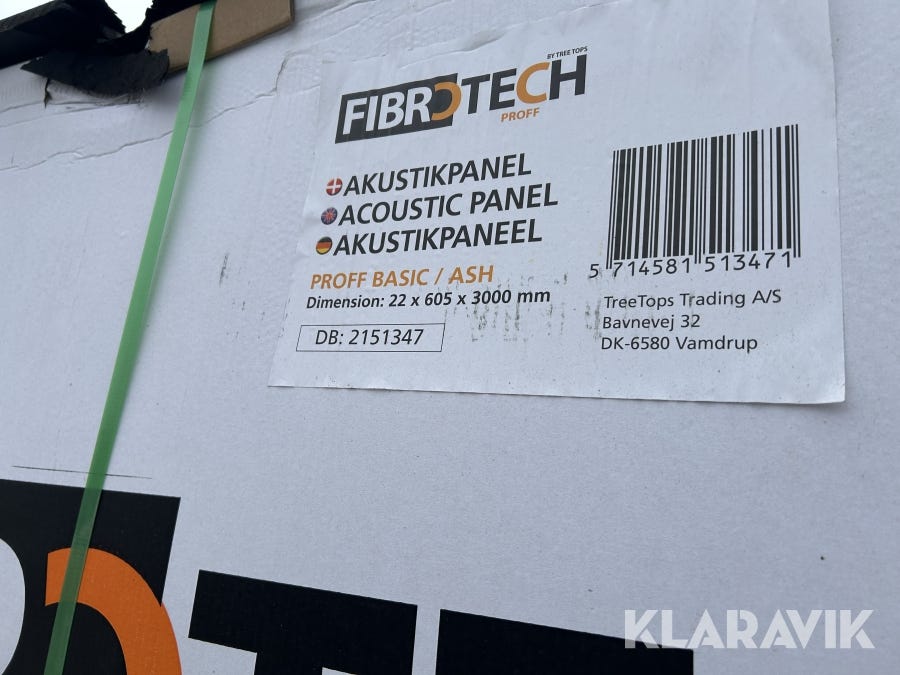 FIBROTECH
BY TREE TOPS
PROFF
AKUSTIKPANEL
ACOUSTIC PANEL
AKUSTIKPANEEL
PROFF BASIC / ASH
Dimension: 22 x 605 x 3000 mm
DB: 2151347
5 714581 513471
TreeTops Trading A/S
Bavnevej 32
DK-6580 Vamdrup
KLARAVIK